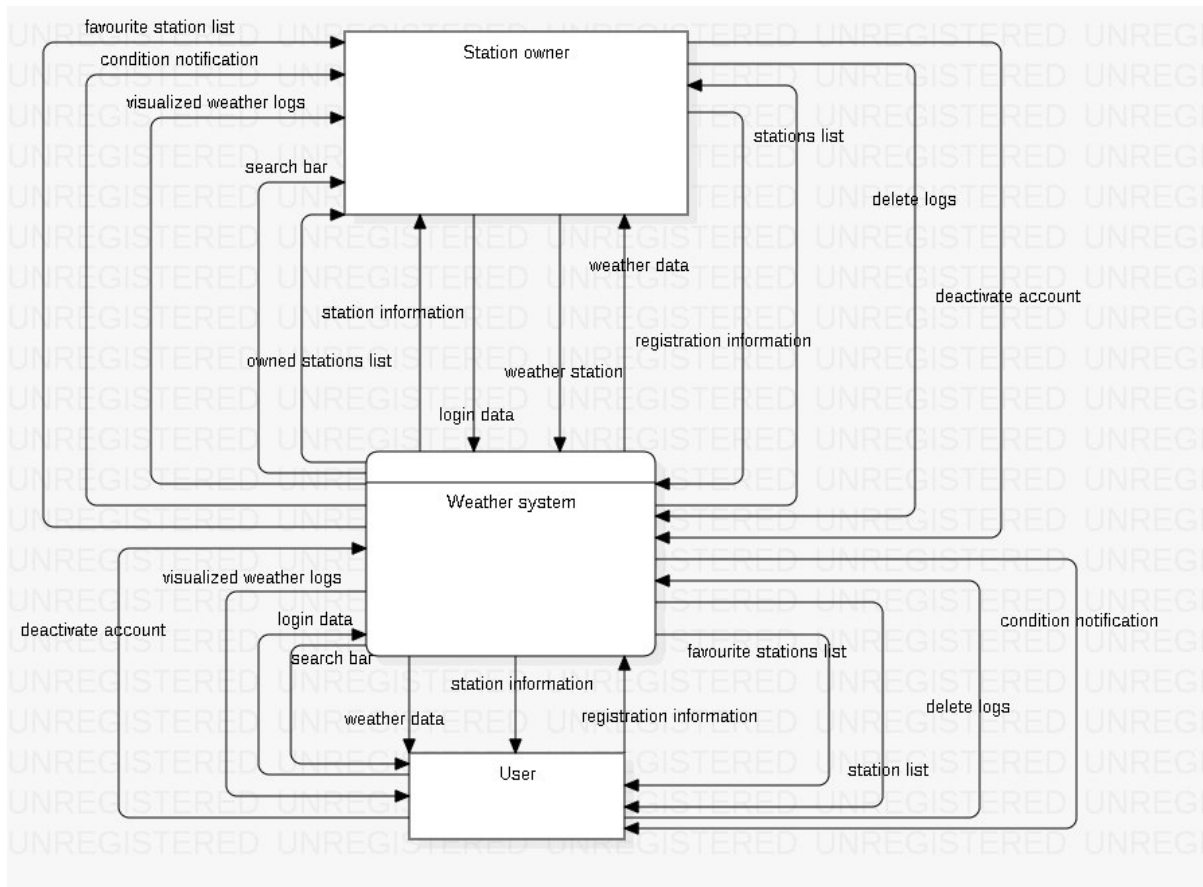 favourite station list
condition notification
visualized weather logs
search bar
Station owner
stations list
delete logs
weather data
deactivate account
station information
registration information
owned stations list
weather station
login data
Weather system
visualized weather logs
deactivate account
login data
search bar
condition notification
favourite stations list
station information
delete logs
weather data
registration information
User
station list
UNREGISTERED